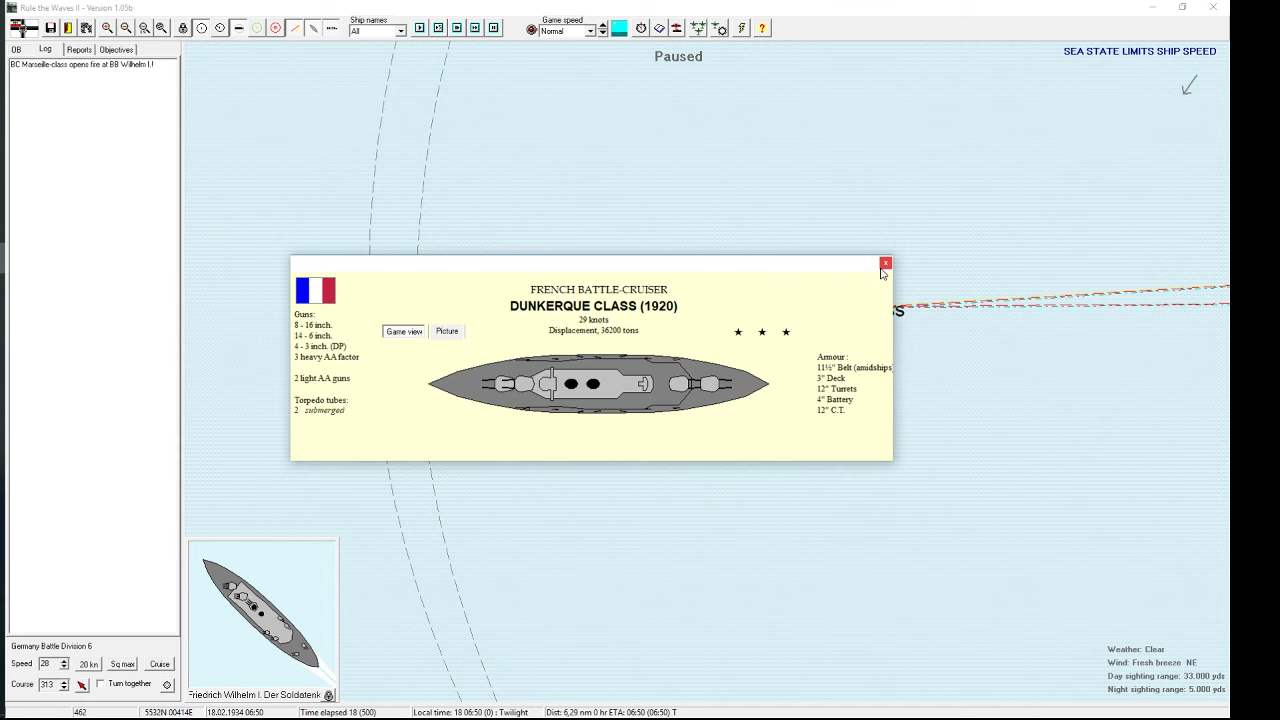 Rule the Waves II - Version 1.05b
Ship names
All
Game speed
Normal
OB Log Reports Objectives
BC Marseille-class opens fire at BB Wilhelm I.!
Paused
SEA STATE LIMITS SHIP SPEED
FRENCH BATTLE-CRUISER
DUNKERQUE CLASS (1920)
29 knots
Displacement, 36200 tons
Guns:
8 - 16 inch.
14 - 6 inch.
4 - 3 inch. (DP)
3 heavy AA factor
2 light AA guns
Torpedo tubes:
2 submerged
Game view Picture
★ ★ ★
Armour :
11½" Belt (amidships
3" Deck
12" Turrets
4" Battery
12" C.T.
Germany Battle Division 6
Speed 28 20 kn Sq max Cruise
Course 313 Turn together
Friedrich Wilhelm I. Der Soldatenk
Weather: Clear
Wind: Fresh breeze NE
Day sighting range: 33.000 yds
Night sighting range: 5.000 yds
462 5532N 00414E 18.02.1934 06:50 Time elapsed 18 (500) Local time: 18 06:50 (0) : Twilight Dist: 6,29 nm 0 hr ETA: 06:50 (06:50) T